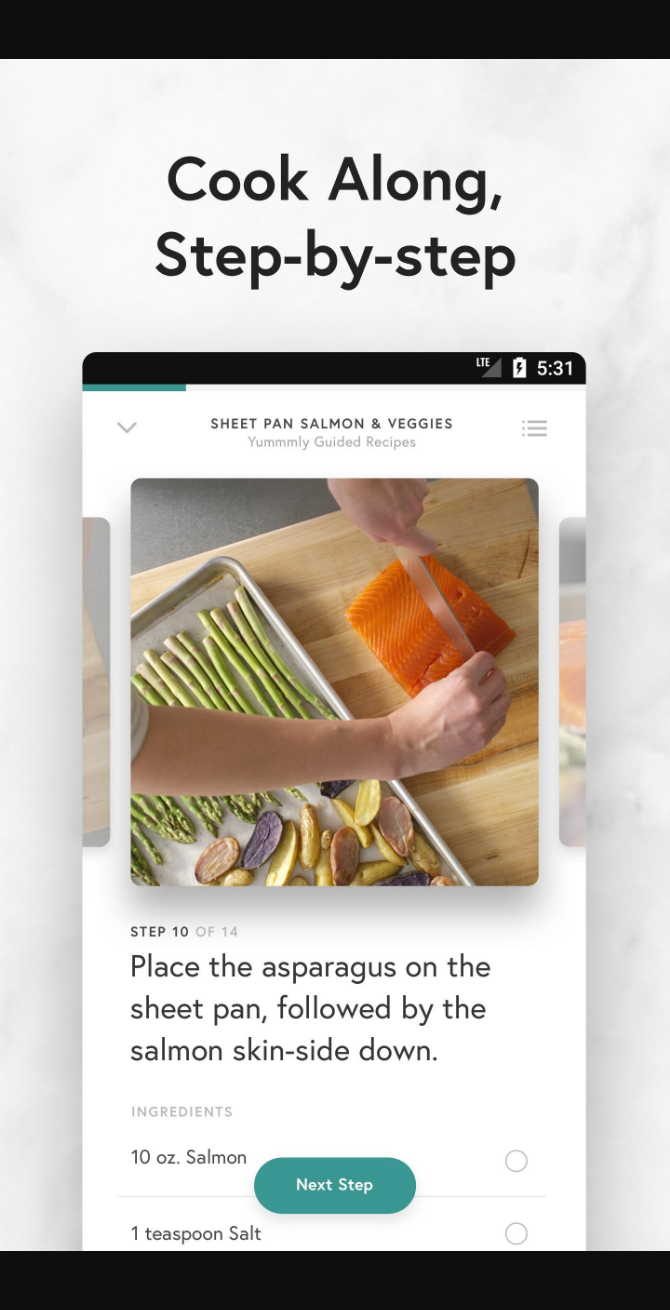 Cook Along,
Step-by-step
LTE 5:31
SHEET PAN SALMON & VEGGIES
Yummmly Guided Recipes
STEP 10 OF 14
Place the asparagus on the
sheet pan, followed by the
salmon skin-side down.
INGREDIENTS
10 oz. Salmon
Next Step
1 teaspoon Salt